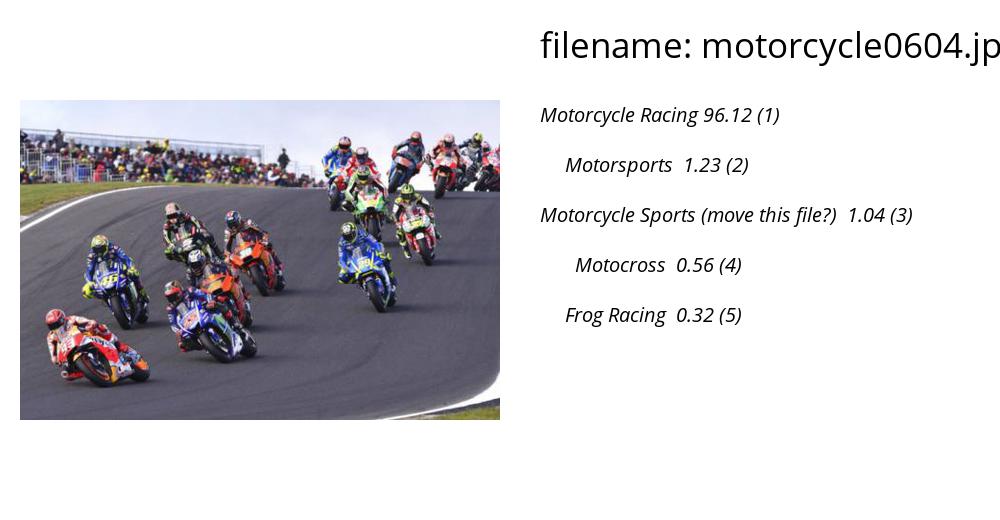 filename: motorcycle0604.jp
Motorcycle Racing 96.12 (1)
Motorsports 1.23 (2)
Motorcycle Sports (move this file?) 1.04 (3)
Motocross 0.56 (4)
Frog Racing 0.32 (5)